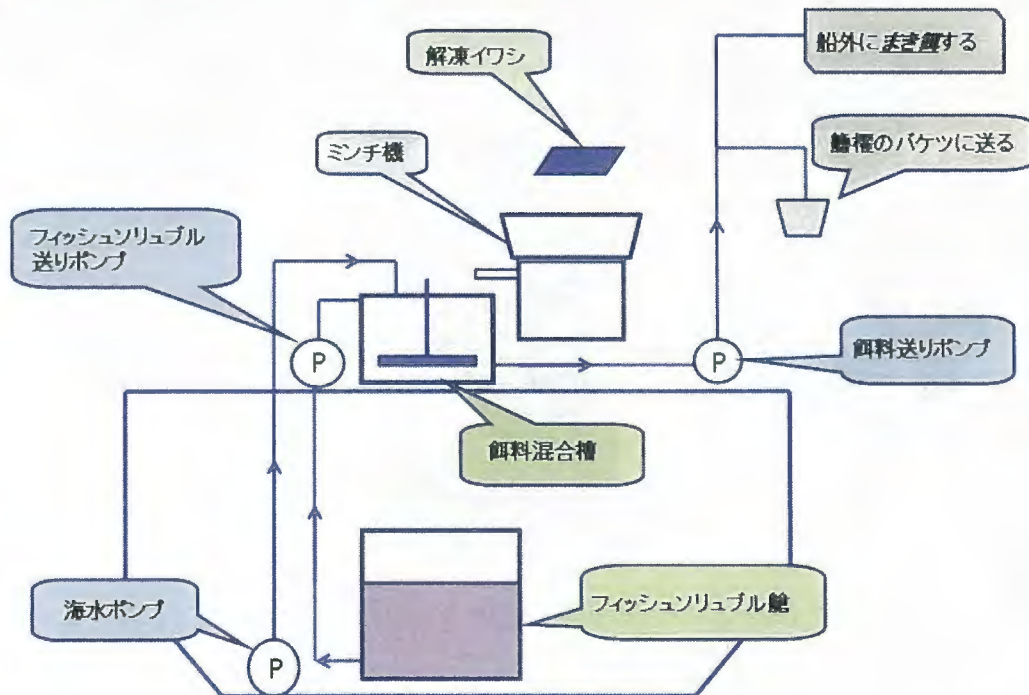 解凍イワシ
船外にまき餌する
ミンチ機
艪櫂のバケツに送る
フィッシュソリュブル
送りポンプ
P
P
餌料送りポンプ
餌料混合槽
海水ポンプ
フィッシュソリュブル艙
P